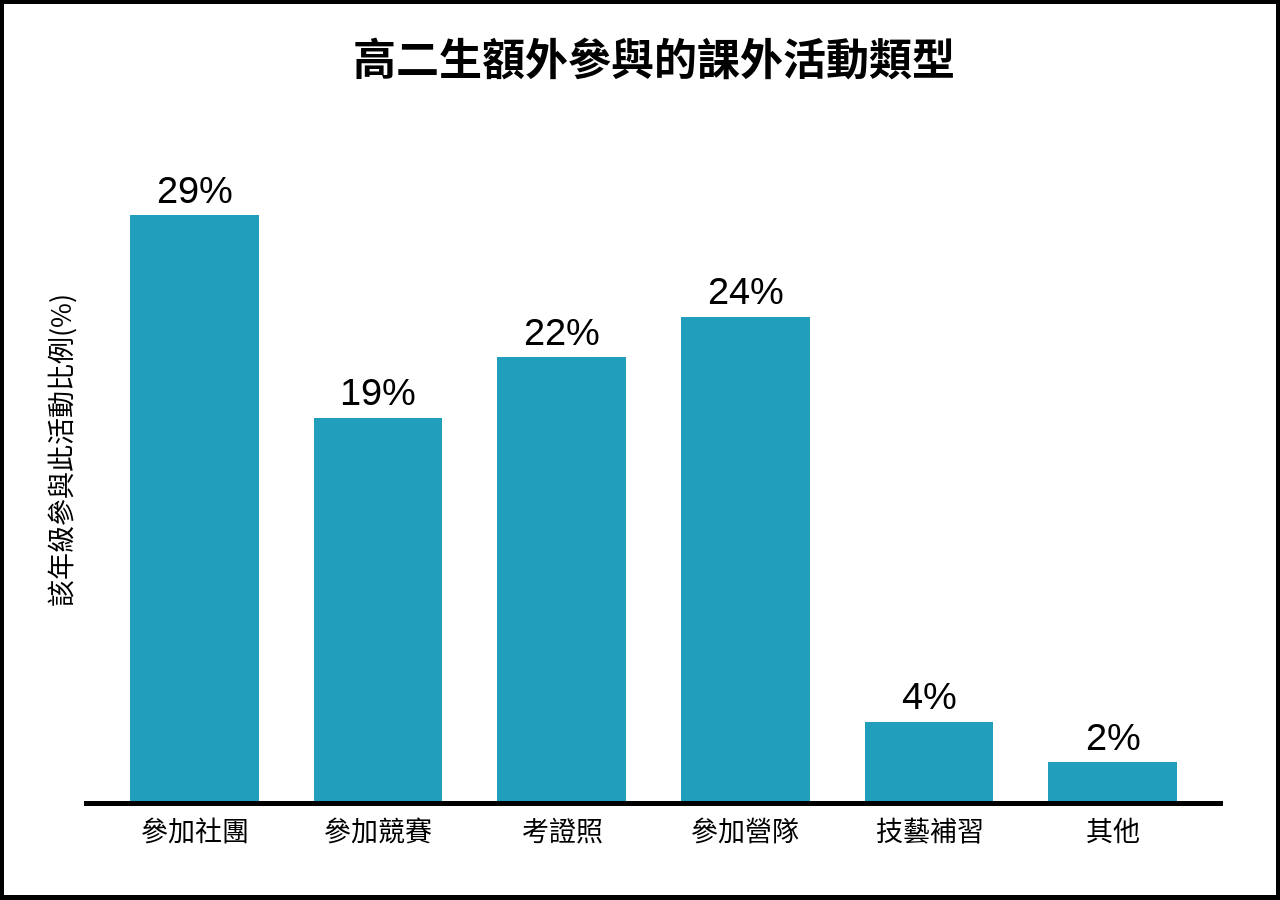 高二生額外參與的課外活動類型
該年級參與此活動比例(%)
29%
19%
22%
24%
4%
2%
參加社團
參加競賽
考證照
參加營隊
技藝補習
其他